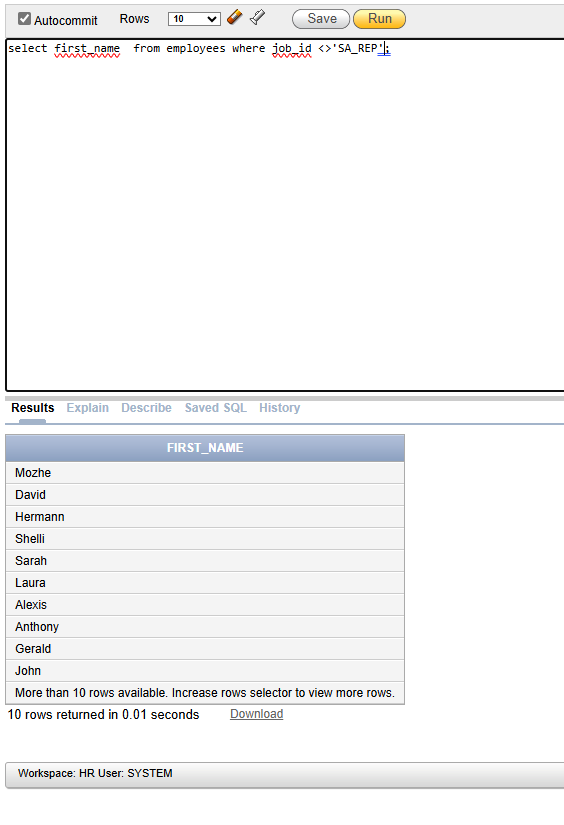 Autocommit Rows 10 Save Run
select first_name  from employees where job_id <>'SA_REP';
Results Explain Describe Saved SQL History
FIRST_NAME
Mozhe
David
Hermann
Shelli
Sarah
Laura
Alexis
Anthony
Gerald
John
More than 10 rows available. Increase rows selector to view more rows.
10 rows returned in 0.01 seconds Download
Workspace: HR User: SYSTEM